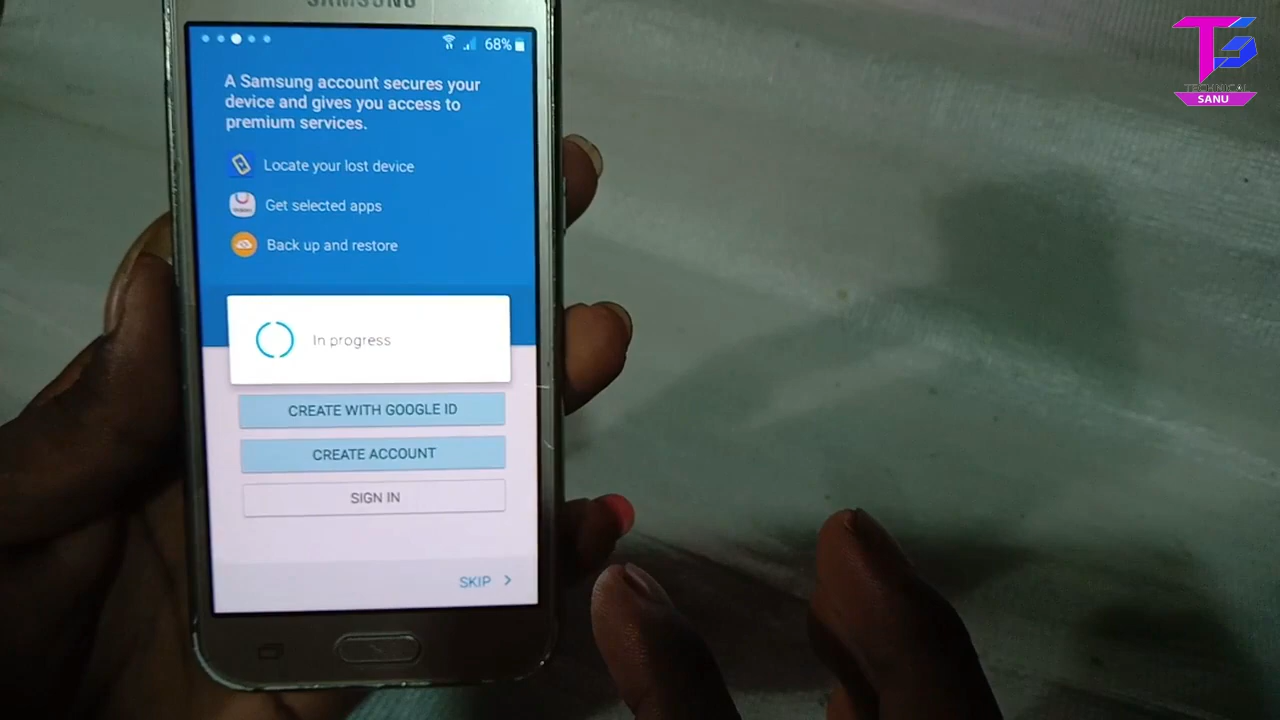 SAMSUNG
68%
A Samsung account secures your
device and gives you access to
premium services.
Locate your lost device
Get selected apps
Back up and restore
In progress
CREATE WITH GOOGLE ID
CREATE ACCOUNT
SIGN IN
SKIP
TECHNICAL
SANU